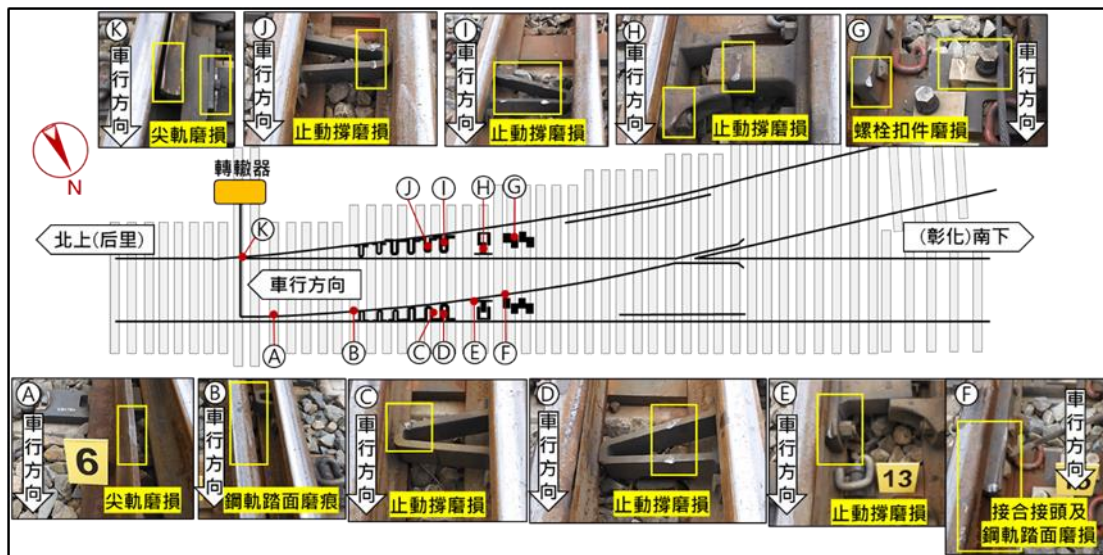 Ⓚ
車行方向
尖軌磨損
Ⓙ
車行方向
止動撐磨損
Ⓘ
車行方向
止動撐磨損
Ⓗ
車行方向
止動撐磨損
Ⓖ
車行方向
螺栓扣件磨損
N
轉轍器
Ⓙ
Ⓘ
Ⓗ
Ⓖ
Ⓚ
北上(后里)
(彰化)南下
車行方向
Ⓐ
Ⓑ
Ⓒ
Ⓓ
Ⓔ
Ⓕ
Ⓐ
車行方向
6
尖軌磨損
Ⓑ
車行方向
鋼軌踏面磨痕
Ⓒ
車行方向
止動撐磨損
Ⓓ
車行方向
止動撐磨損
Ⓔ
車行方向
13
止動撐磨損
Ⓕ
車行方向
接合接頭及
鋼軌踏面磨損